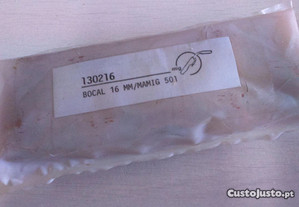 130216
BOCAL 16 MM/MAMIG 501
CustoJusto.pt